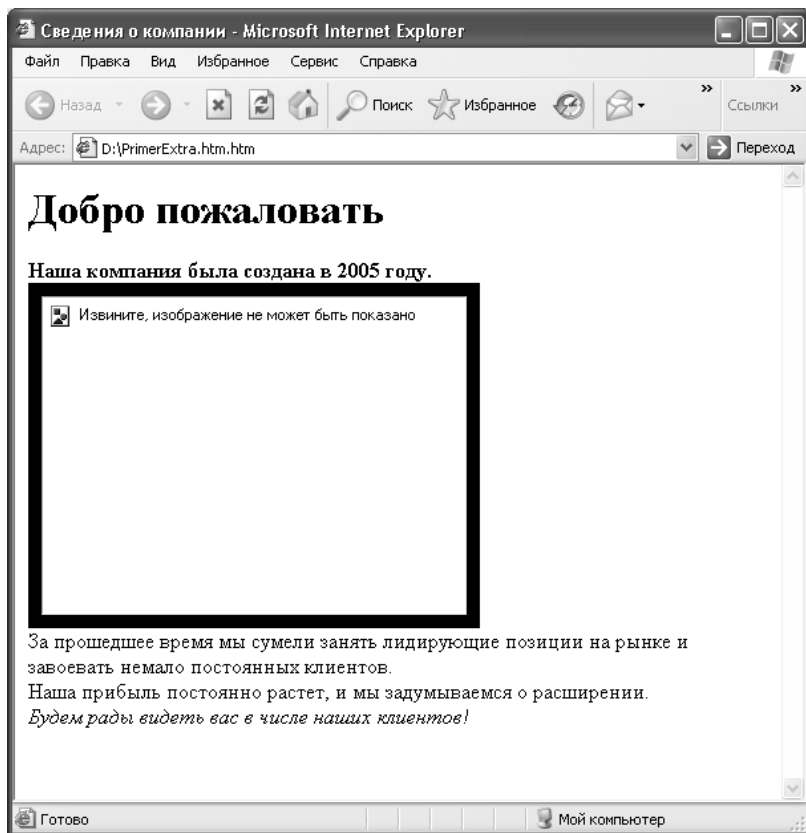 Сведения о компании - Microsoft Internet Explorer
Файл Правка Вид Избранное Сервис Справка
Назад Поиск Избранное » Ссылки »
Адрес: D:\PrimerExtra.htm.htm Переход
Добро пожаловать
Наша компания была создана в 2005 году.
Извините, изображение не может быть показано
За прошедшее время мы сумели занять лидирующие позиции на рынке и
завоевать немало постоянных клиентов.
Наша прибыль постоянно растет, и мы задумываемся о расширении.
Будем рады видеть вас в числе наших клиентов!
Готово Мой компьютер